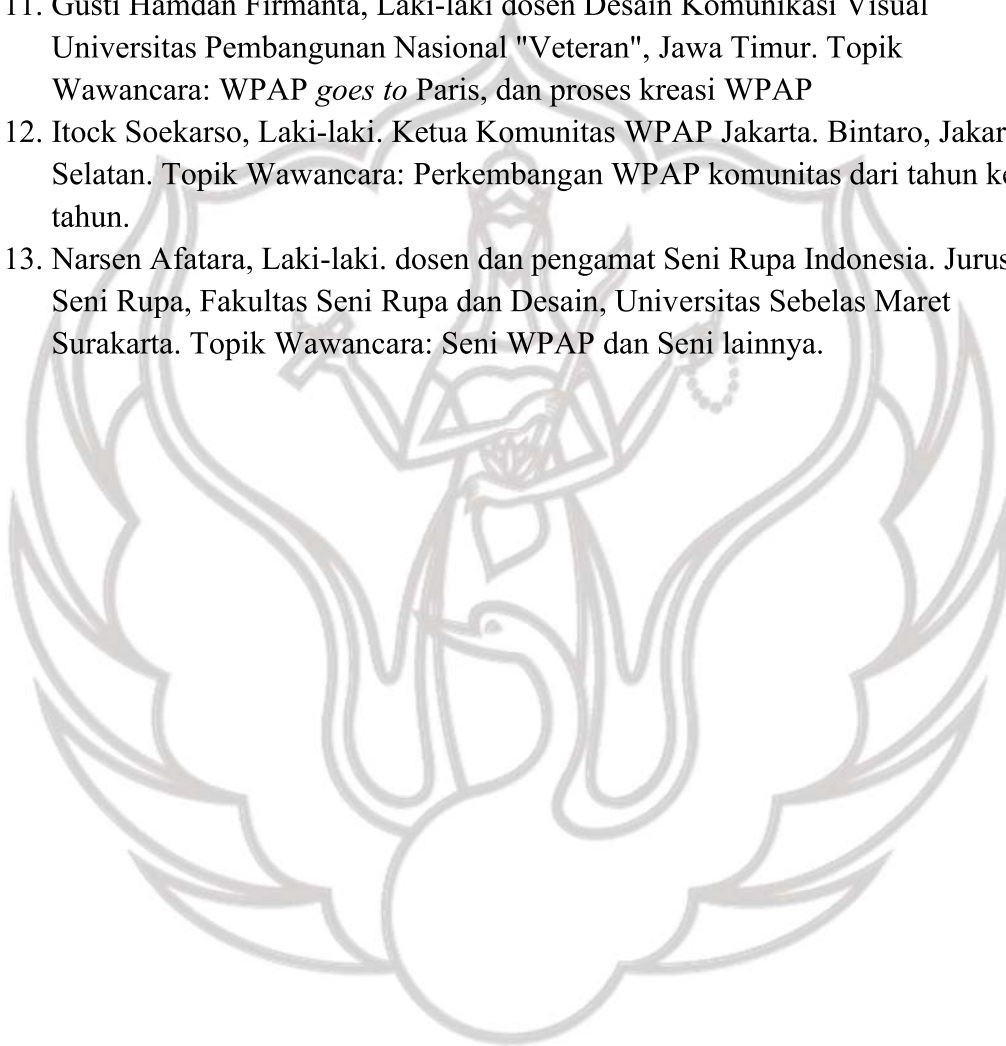 11. Gusti Hamdan Firmanta, Laki-laki dosen Desain Komunikasi Visual
Universitas Pembangunan Nasional "Veteran", Jawa Timur. Topik
Wawancara: WPAP goes to Paris, dan proses kreasi WPAP
12. Itock Soekarso, Laki-laki. Ketua Komunitas WPAP Jakarta. Bintaro, Jakar
Selatan. Topik Wawancara: Perkembangan WPAP komunitas dari tahun ke
tahun.
13. Narsen Afatara, Laki-laki. dosen dan pengamat Seni Rupa Indonesia. Jurus
Seni Rupa, Fakultas Seni Rupa dan Desain, Universitas Sebelas Maret
Surakarta. Topik Wawancara: Seni WPAP dan Seni lainnya.